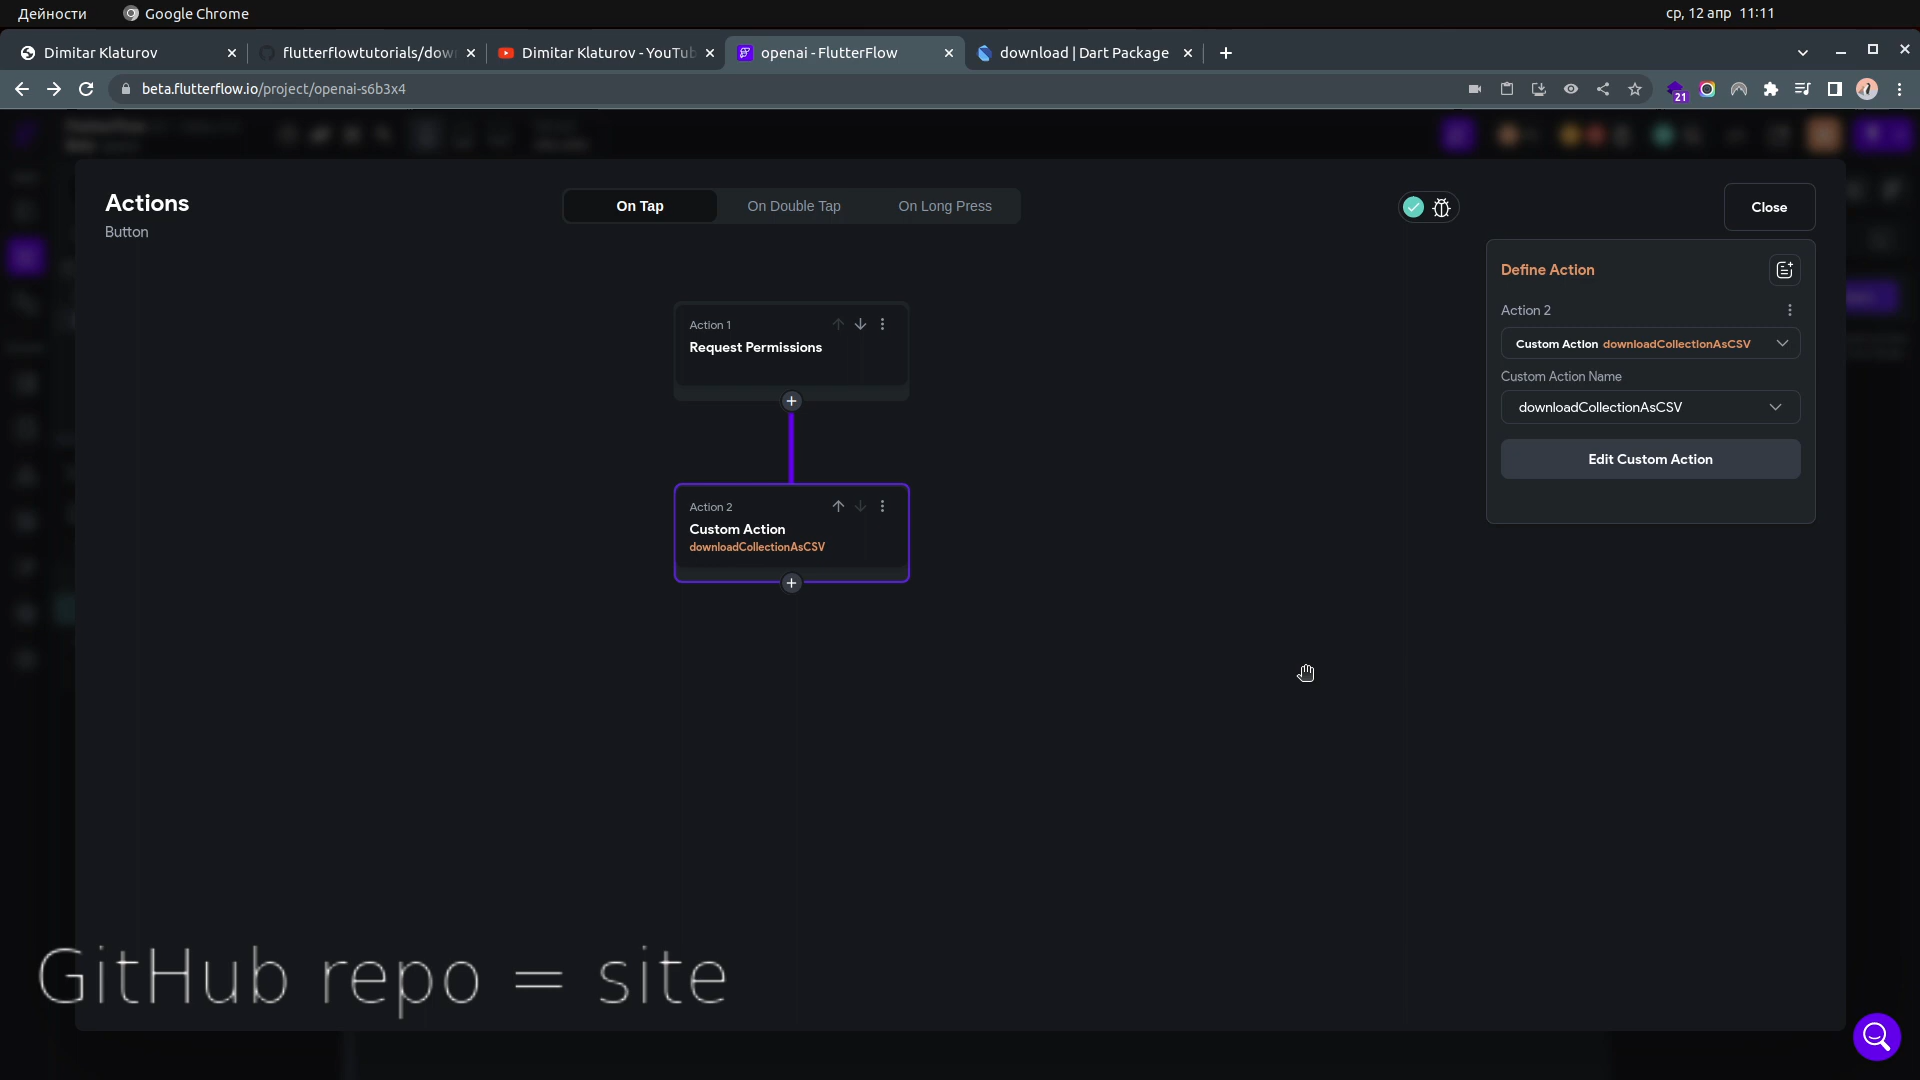 Дейности
Google Chrome
ср, 12 апр 11:11
Dimitar Klaturov
flutterflowtutorials/dow
Dimitar Klaturov - YouTub
openai - FlutterFlow
download | Dart Package
beta.flutterflow.io/project/openai-s6b3x4
21
Actions
Button
On Tap
On Double Tap
On Long Press
Close
Define Action
Action 2
Custom Action downloadCollectionAsCSV
Custom Action Name
downloadCollectionAsCSV
Edit Custom Action
Action 1
Request Permissions
Action 2
Custom Action
downloadCollectionAsCSV
GitHub repo = site